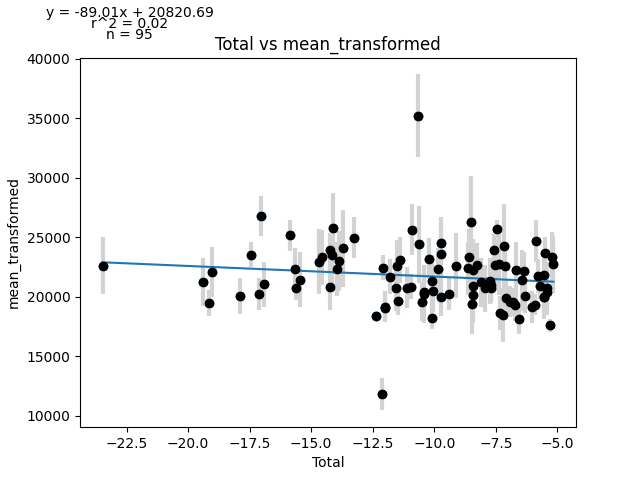 y = -89.01x + 20820.69
r^2 = 0.02
n = 95
Total vs mean_transformed
40000
35000
30000
25000
20000
15000
10000
mean_transformed
−22.5 −20.0 −17.5 −15.0 −12.5 −10.0 −7.5 −5.0
Total